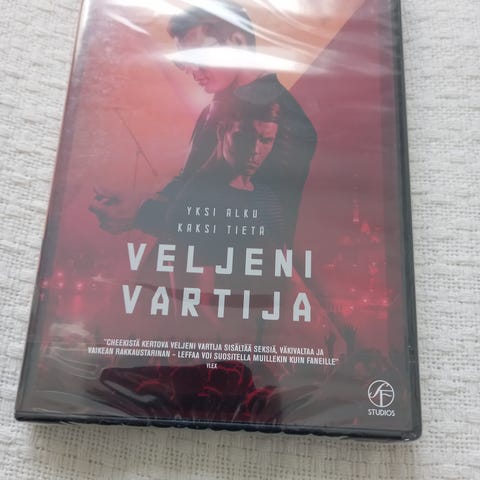 YKSI ALKU
KAKSI TIETÄ
VELJENI
VARTIJA
"CHEEKISTÄ KERTOVA VELJENI VARTIJA SISÄLTÄÄ SEKSIÄ, VÄKIVALTAA JA
VAIKEAN RAKKAUSTARINAN – LEFFAA VOI SUOSITELLA MUILLEKIN KUIN FANEILLE"
YLEX
SF
STUDIOS